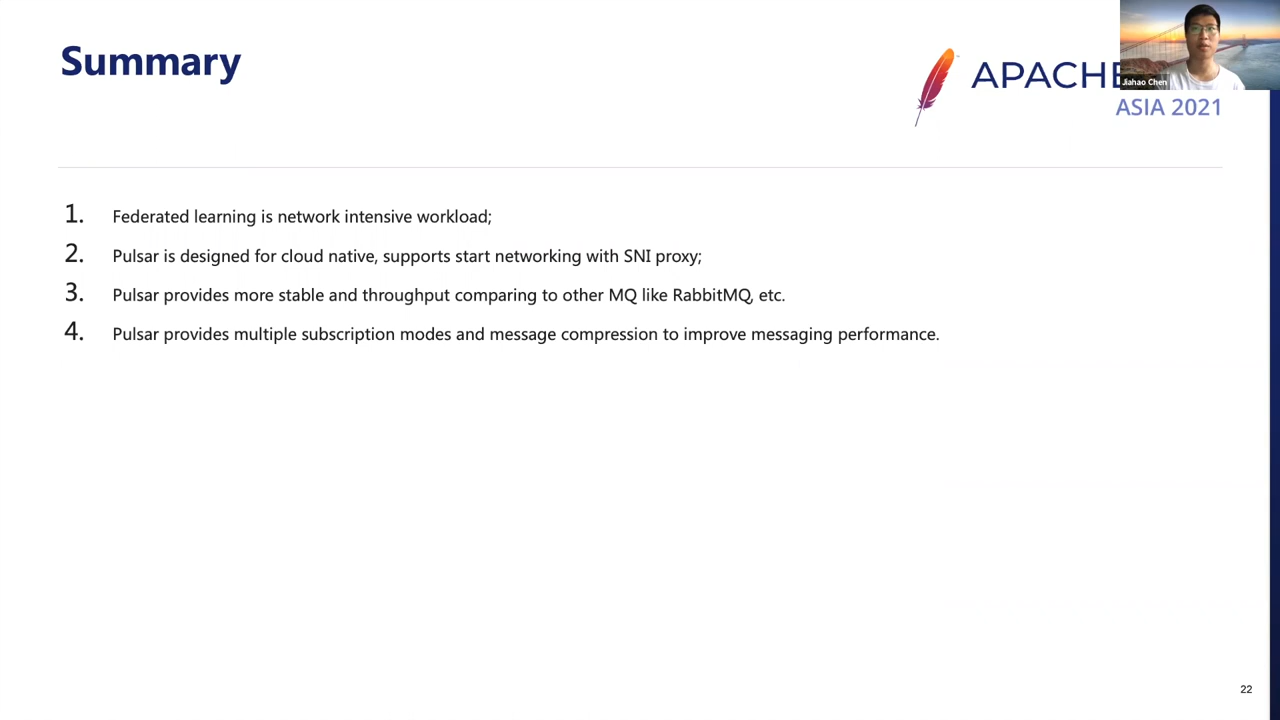 Summary
APACHE
Jiahao Chen
ASIA 2021
1. Federated learning is network intensive workload;
2. Pulsar is designed for cloud native, supports start networking with SNI proxy;
3. Pulsar provides more stable and throughput comparing to other MQ like RabbitMQ, etc.
4. Pulsar provides multiple subscription modes and message compression to improve messaging performance.
22